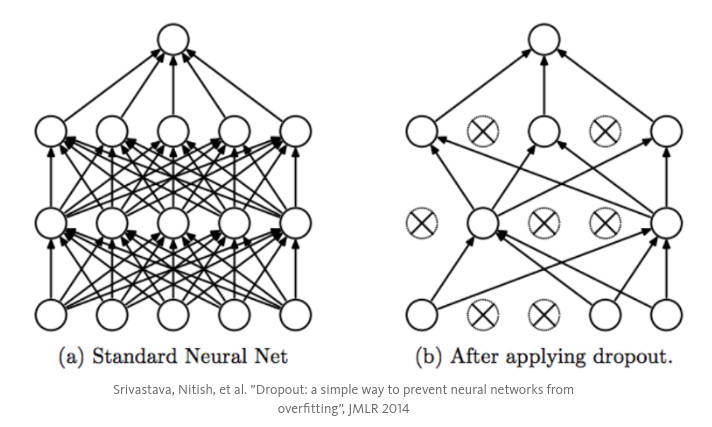 (a) Standard Neural Net
(b) After applying dropout.
Srivastava, Nitish, et al. ”Dropout: a simple way to prevent neural networks from
overfitting”, JMLR 2014